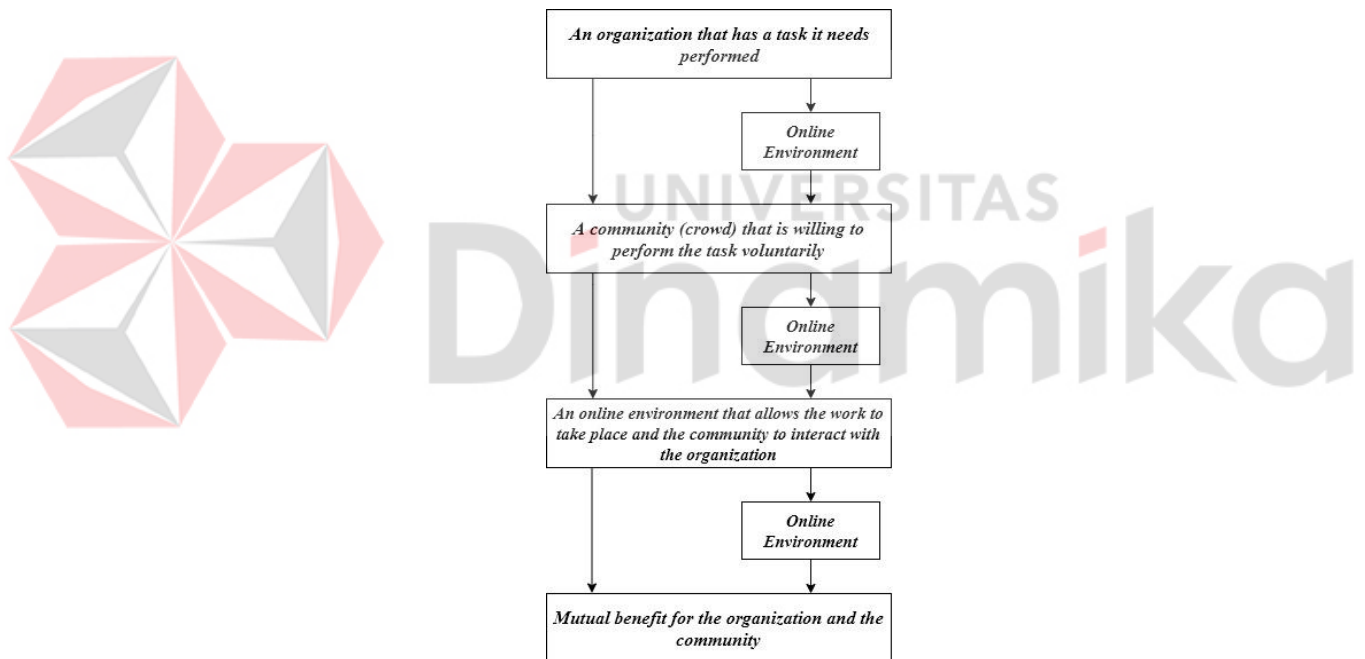 An organization that has a task it needs
performed
Online
Environment
UNIVERSITAS
Dinamika
A community (crowd) that is willing to
perform the task voluntarily
Online
Environment
An online environment that allows the work to
take place and the community to interact with
the organization
Online
Environment
Mutual benefit for the organization and the
community